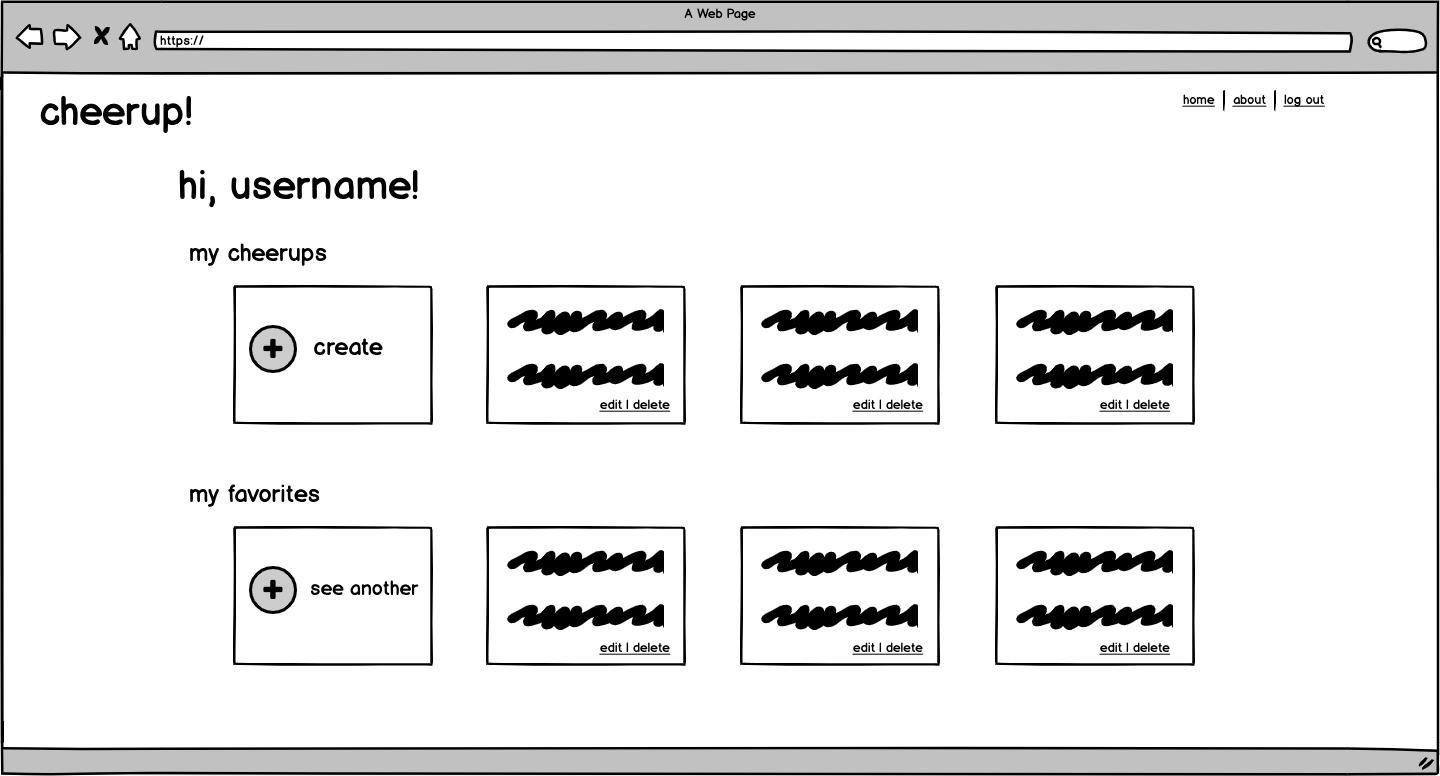 A Web Page
https://
cheerup!
home | about | log out
hi, username!
my cheerups
create
edit | delete
edit | delete
edit | delete
my favorites
see another
edit | delete
edit | delete
edit | delete